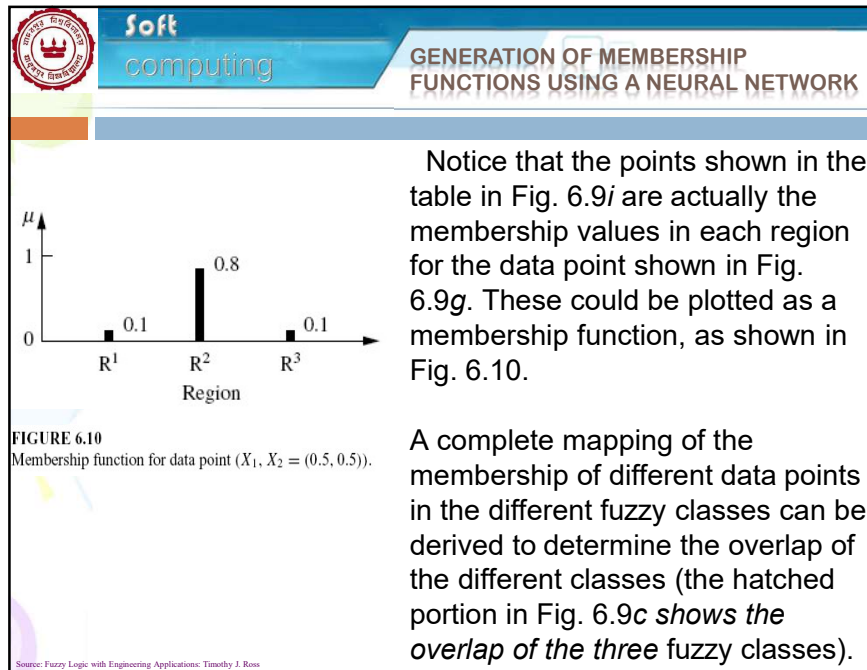 Soft
computing
GENERATION OF MEMBERSHIP
FUNCTIONS USING A NEURAL NETWORK
Notice that the points shown in the
table in Fig. 6.9i are actually the
membership values in each region
for the data point shown in Fig.
6.9g. These could be plotted as a
membership function, as shown in
Fig. 6.10.
A complete mapping of the
membership of different data points
in the different fuzzy classes can be
derived to determine the overlap of
the different classes (the hatched
portion in Fig. 6.9c shows the
overlap of the three fuzzy classes).
μ
1
0.8
0.1
0.1
0
R¹ R² R³
Region
FIGURE 6.10
Membership function for data point (X₁, X₂ = (0.5, 0.5)).
Source: Fuzzy Logic with Engineering Applications: Timothy J. Ross